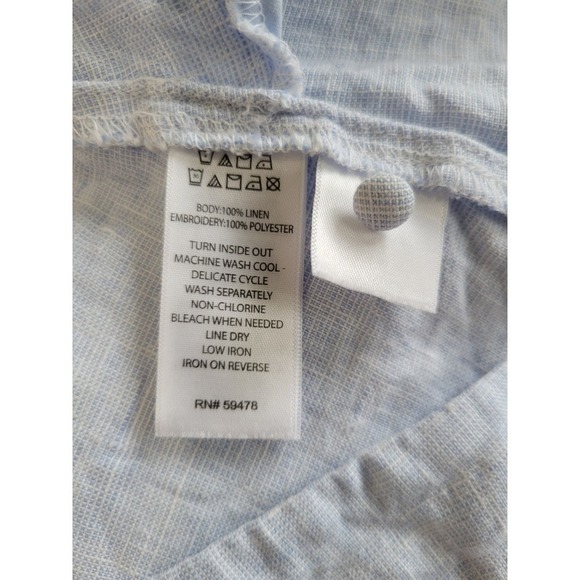 BODY:100% LINEN
EMBROIDERY:100% POLYESTER
TURN INSIDE OUT
MACHINE WASH COOL -
DELICATE CYCLE
WASH SEPARATELY
NON-CHLORINE
BLEACH WHEN NEEDED
LINE DRY
LOW IRON
IRON ON REVERSE
RN# 59478